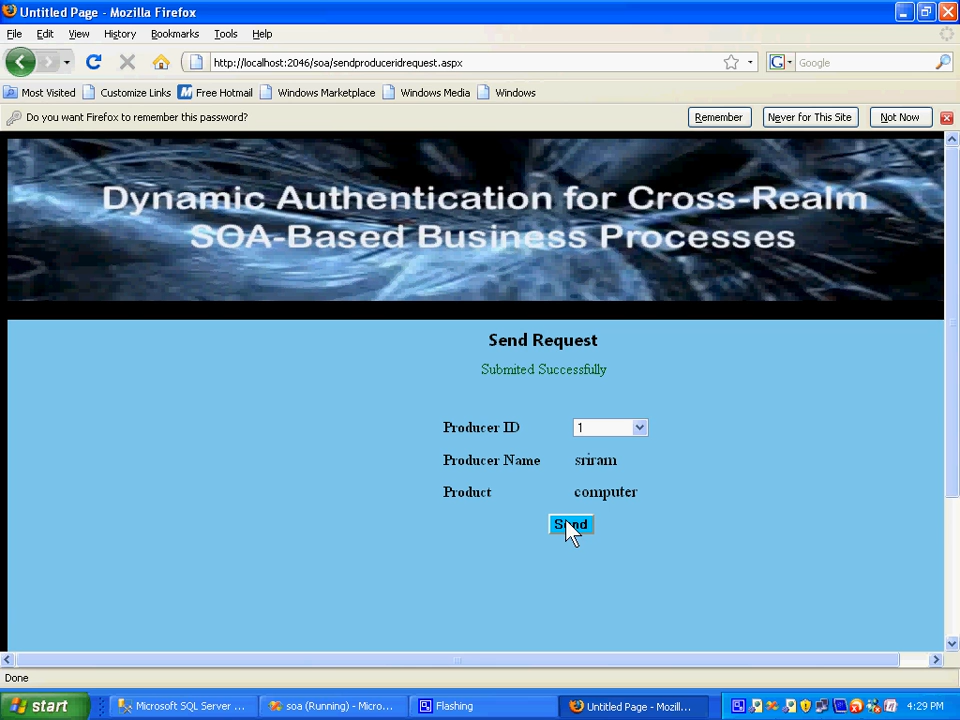 Untitled Page - Mozilla Firefox
File Edit View History Bookmarks Tools Help
http://localhost:2046/soa/sendproduceridrequest.aspx
Google
Most Visited Customize Links Free Hotmail Windows Marketplace Windows Media Windows
Do you want Firefox to remember this password? Remember Never for This Site Not Now
Dynamic Authentication for Cross-Realm
SOA-Based Business Processes
Send Request
Submited Successfully
Producer ID 1
Producer Name sriram
Product computer
Send
Done
start Microsoft SQL Server ... soa (Running) - Micro... Flashing Untitled Page - Mozill... 4:29 PM